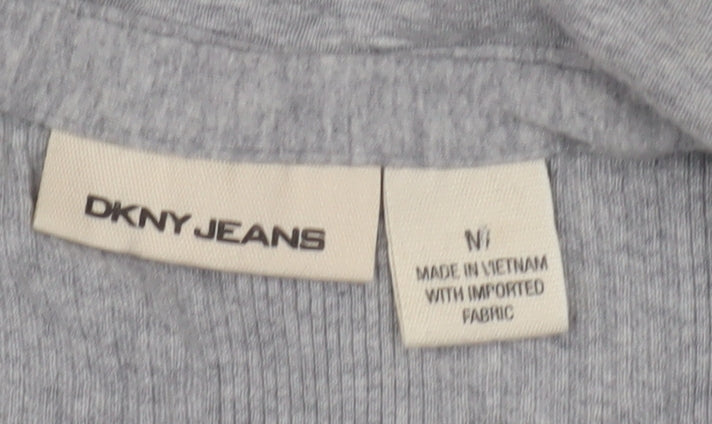 DKNY JEANS
M
MADE IN VIETNAM
WITH IMPORTED
FABRIC